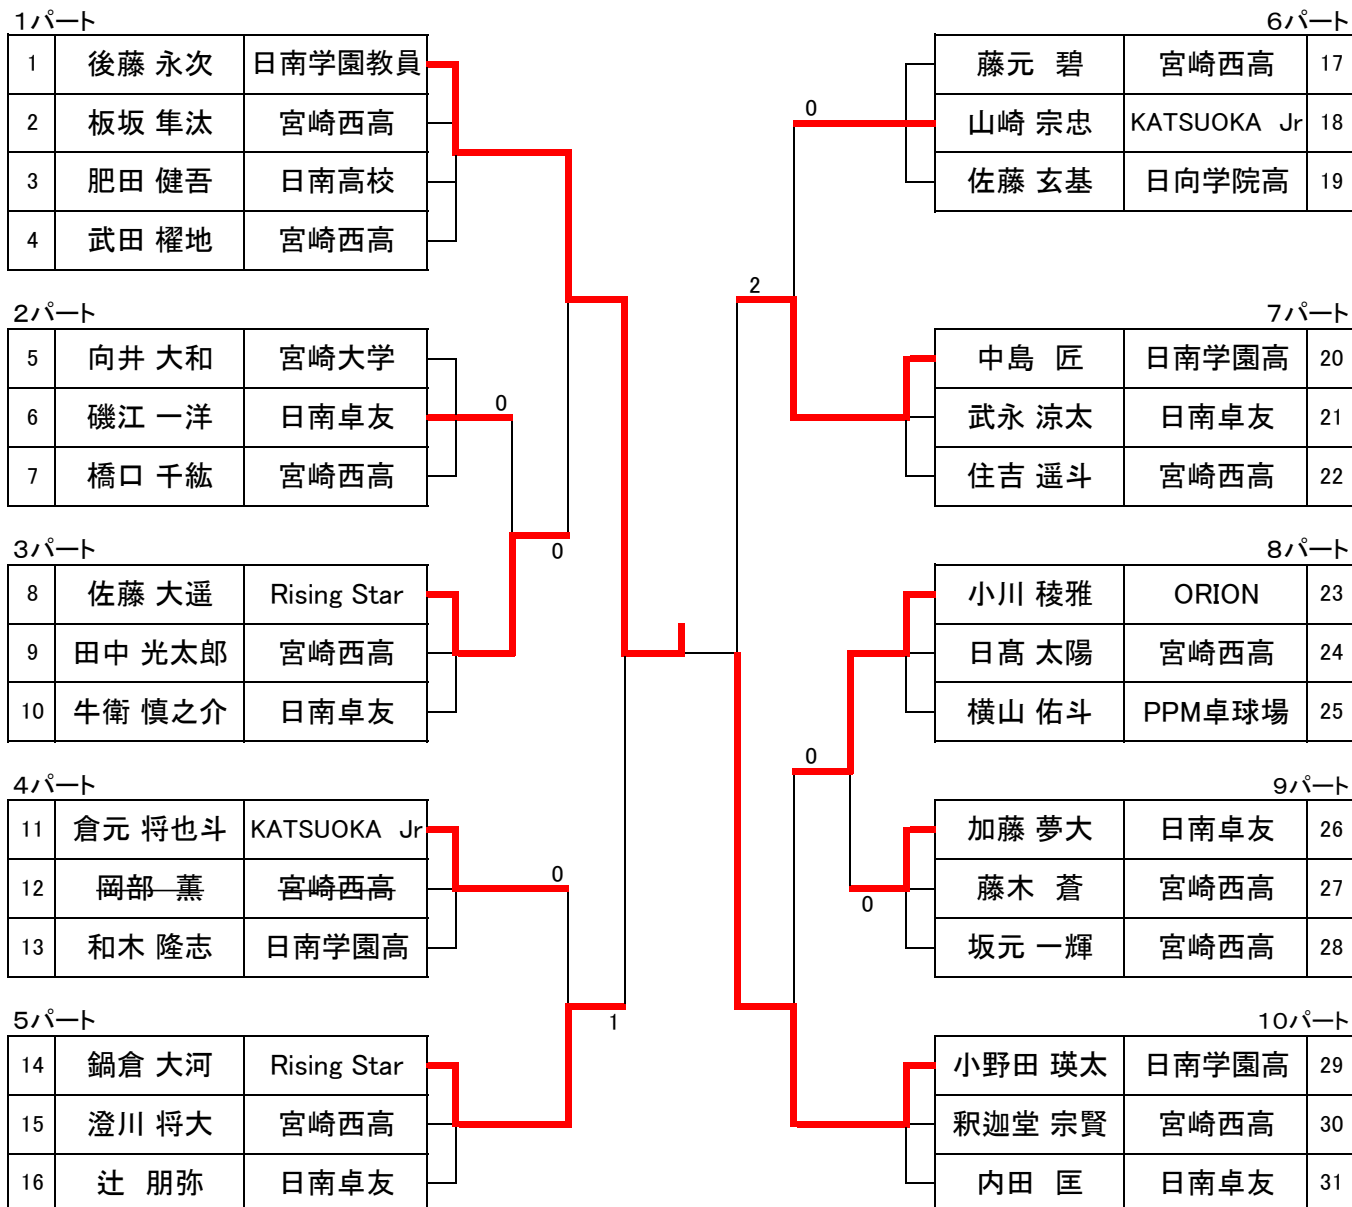 1パート
1 後藤 永次 日南学園教員
2 板坂 隼汰 宮崎西高
3 肥田 健吾 日南高校
4 武田 櫂地 宮崎西高
2パート
5 向井 大和 宮崎大学
6 磯江 一洋 日南卓友
7 橋口 千紘 宮崎西高
0
3パート
0
8 佐藤 大遥 Rising Star
9 田中 光太郎 宮崎西高
10 牛衛 慎之介 日南卓友
4パート
11 倉元 将也斗 KATSUOKA Jr
12 岡部 薫 宮崎西高
13 和木 隆志 日南学園高
0
5パート
1
14 鍋倉 大河 Rising Star
15 澄川 将大 宮崎西高
16 辻 朋弥 日南卓友
6パート
藤元 碧 宮崎西高 17
山崎 宗忠 KATSUOKA Jr 18
佐藤 玄基 日向学院高 19
0
2
7パート
中島 匠 日南学園高 20
武永 涼太 日南卓友 21
住吉 遥斗 宮崎西高 22
8パート
小川 稜雅 ORION 23
日髙 太陽 宮崎西高 24
横山 佑斗 PPM卓球場 25
0
9パート
加藤 夢大 日南卓友 26
藤木 蒼 宮崎西高 27
坂元 一輝 宮崎西高 28
0
10パート
小野田 瑛太 日南学園高 29
釈迦堂 宗賢 宮崎西高 30
内田 匡 日南卓友 31